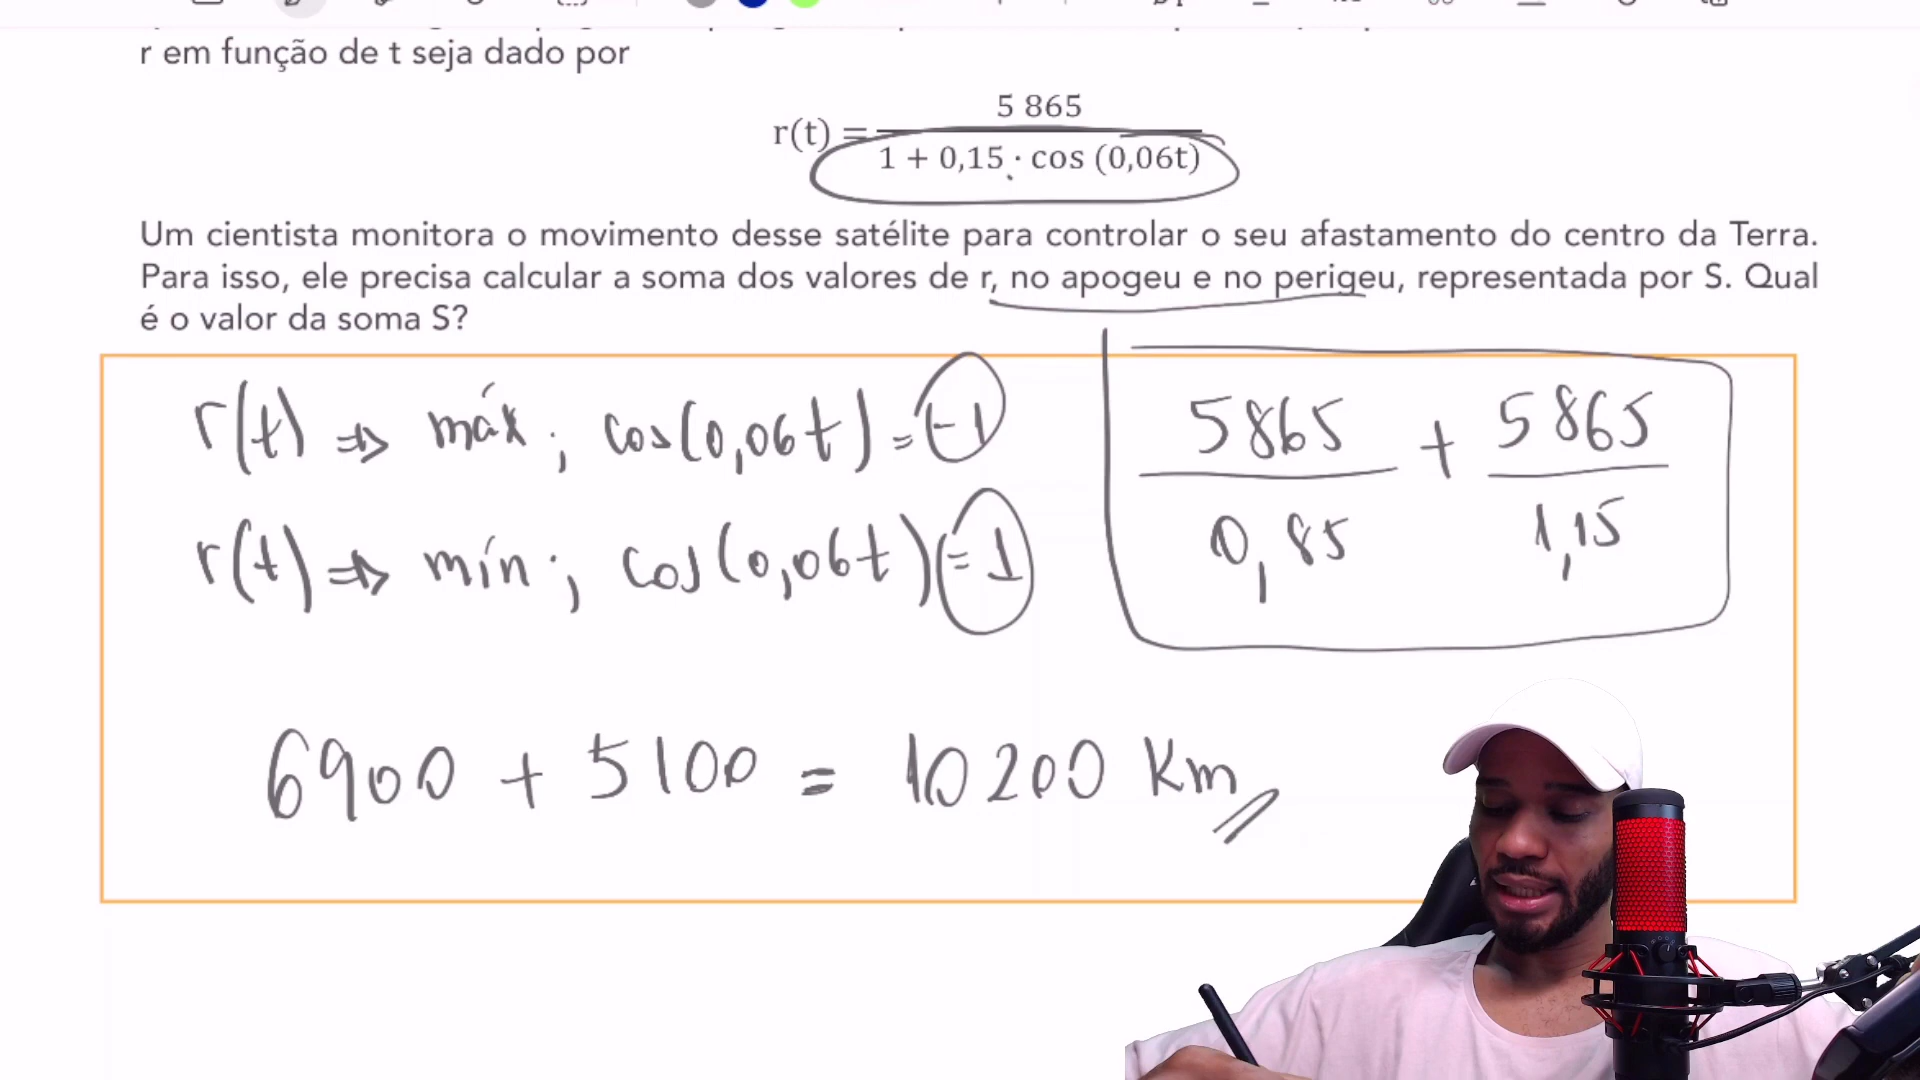 r em função de t seja dado por
r(t) = 5 865 / 1 + 0,15 · cos (0,06t)
Um cientista monitora o movimento desse satélite para controlar o seu afastamento do centro da Terra.
Para isso, ele precisa calcular a soma dos valores de r, no apogeu e no perigeu, representada por S. Qual
é o valor da soma S?
r(t) ⇒ máx ; cos(0,06t) = -1
r(t) ⇒ mín ; cos(0,06t) = 1
5865 / 0,85 + 5865 / 1,15
6900 + 5100 = 10200 Km